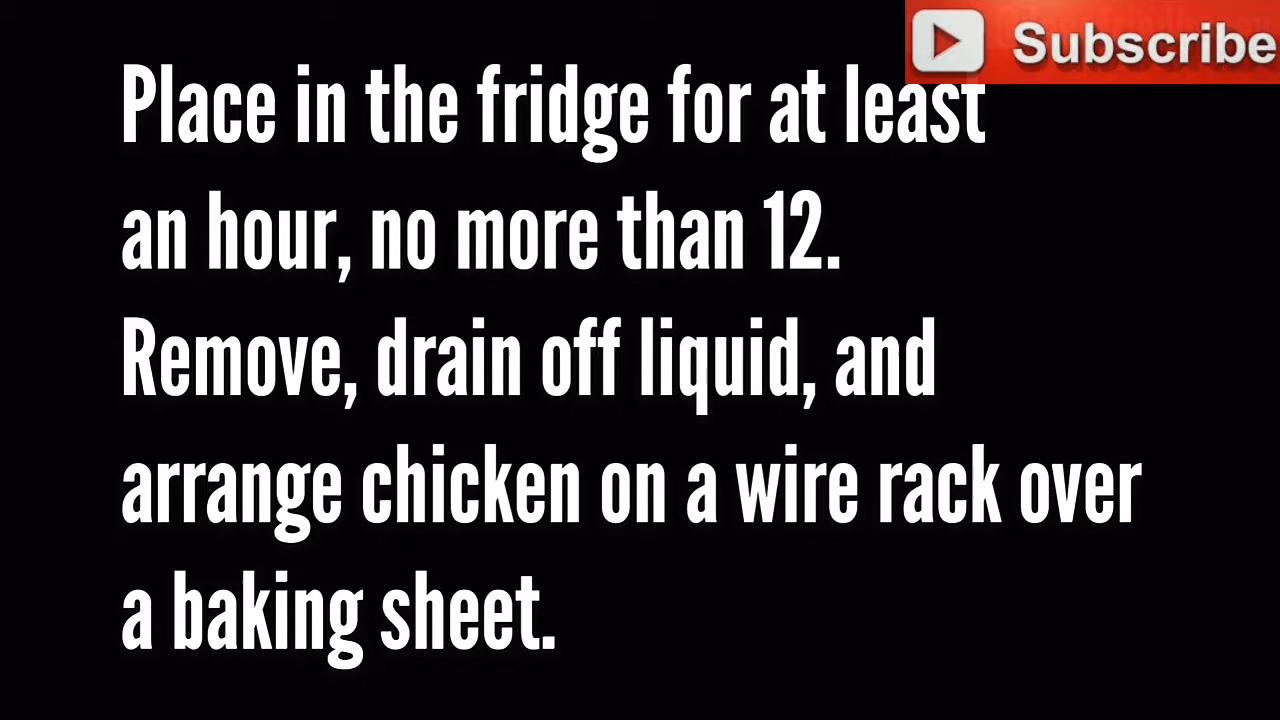 Subscribe
Place in the fridge for at least
an hour, no more than 12.
Remove, drain off liquid, and
arrange chicken on a wire rack over
a baking sheet.